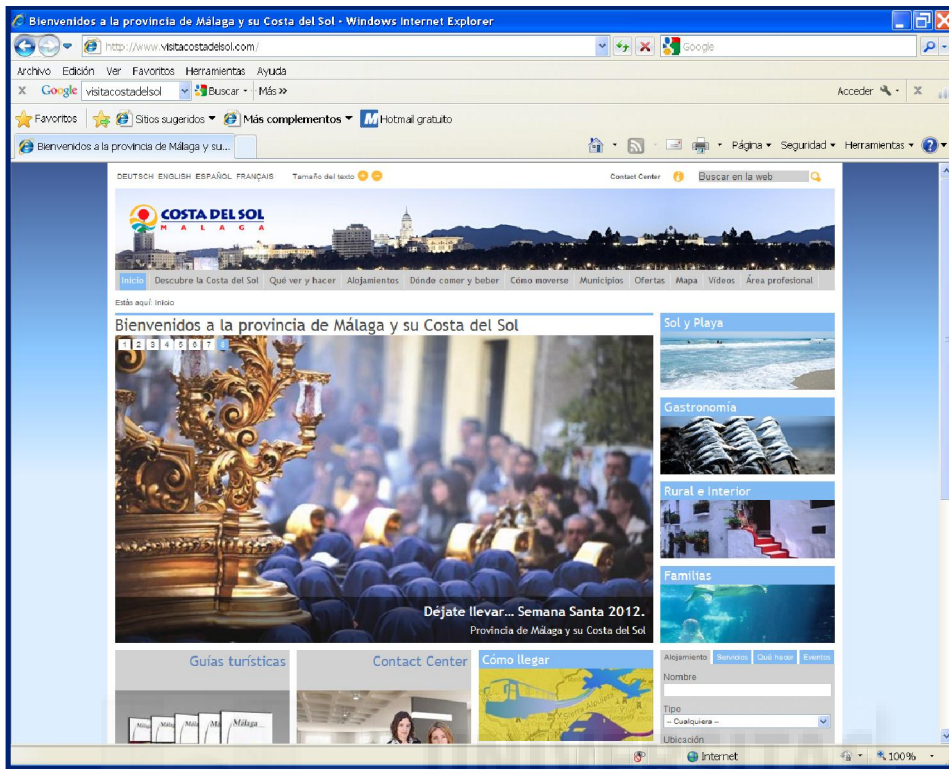 Bienvenidos a la provincia de Málaga y su Costa del Sol - Windows Internet Explorer
http://www.visitacostadelsol.com/
Google
Archivo Edición Ver Favoritos Herramientas Ayuda
x Google visitacostadelsol Buscar Más >> Acceder
Favoritos Sitios sugeridos Más complementos Hotmail gratuito
Bienvenidos a la provincia de Málaga y su... Página Seguridad Herramientas
DEUTSCH ENGLISH ESPAÑOL FRANÇAIS Tamaño del texto Contact Center Buscar en la web
COSTA DEL SOL
MALAGA
Inicio Descubre la Costa del Sol Qué ver y hacer Alojamientos Dónde comer y beber Cómo moverse Municipios Ofertas Mapa Vídeos Área profesional
Estás aquí: Inicio
Bienvenidos a la provincia de Málaga y su Costa del Sol
1 2 3 4 5 6 7 8
Déjate llevar... Semana Santa 2012.
Provincia de Málaga y su Costa del Sol
Sol y Playa
Gastronomía
Rural e Interior
Familias
Guías turísticas
Málaga
Contact Center
Cómo llegar
Alojamiento Servicios Qué hacer Eventos
Nombre
Tipo
-- Cualquiera --
Ubicación
Internet 100%